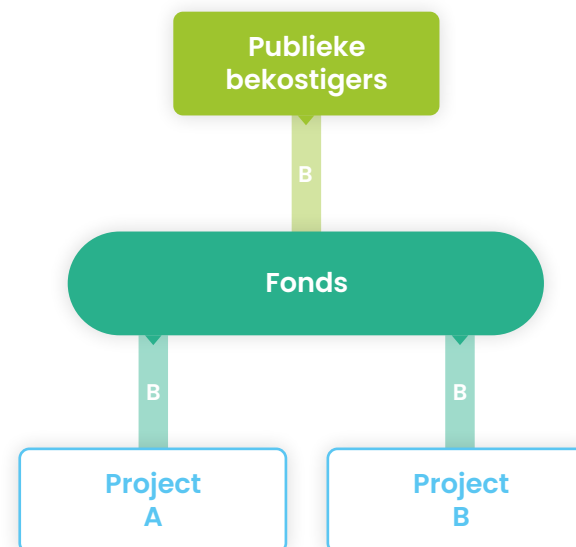 Publieke
bekostigers
B
Fonds
B
B
Project
A
Project
B